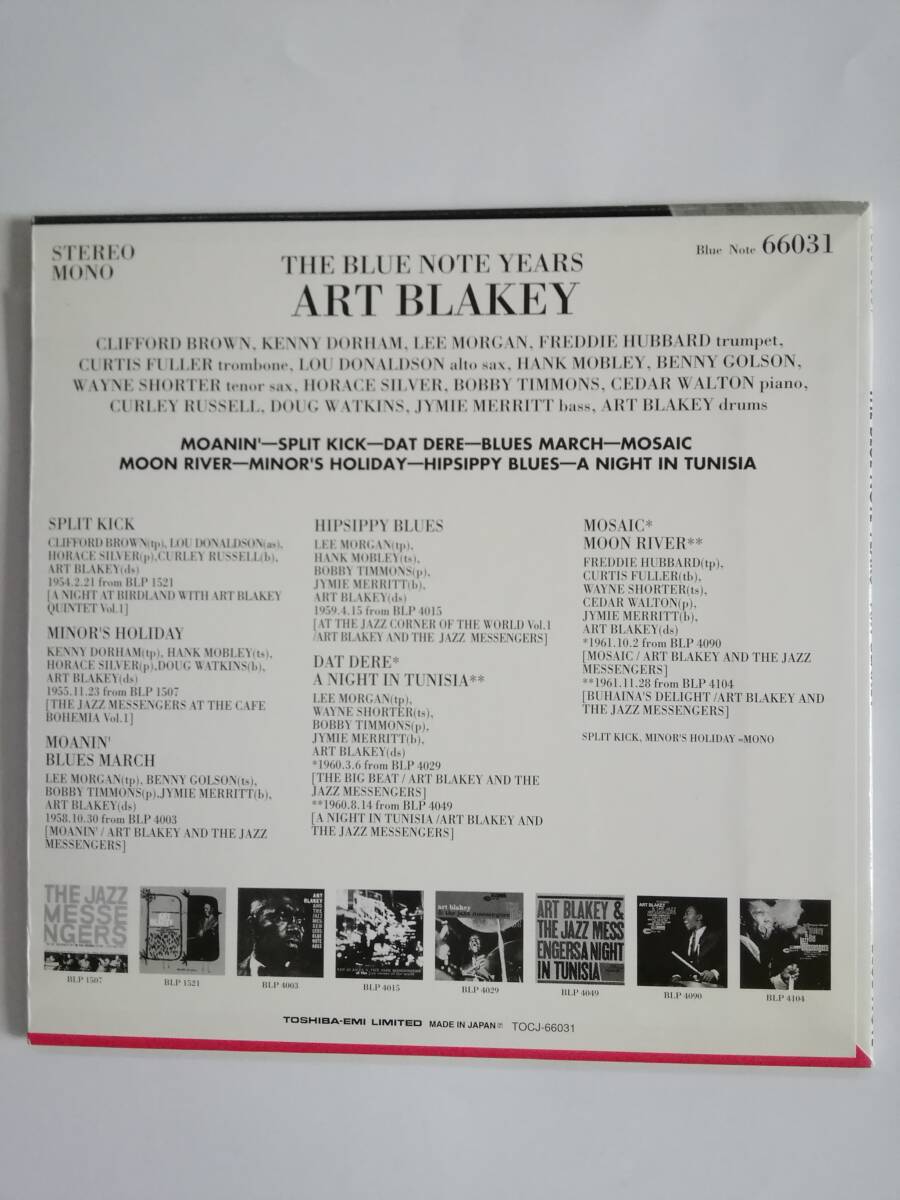 STEREO
MONO
Blue Note 66031
THE BLUE NOTE YEARS
ART BLAKEY
CLIFFORD BROWN, KENNY DORHAM, LEE MORGAN, FREDDIE HUBBARD trumpet,
CURTIS FULLER trombone, LOU DONALDSON alto sax, HANK MOBLEY, BENNY GOLSON,
WAYNE SHORTER tenor sax, HORACE SILVER, BOBBY TIMMONS, CEDAR WALTON piano,
CURLEY RUSSELL, DOUG WATKINS, JYMIE MERRITT bass, ART BLAKEY drums
MOANIN'—SPLIT KICK—DAT DERE—BLUES MARCH—MOSAIC
MOON RIVER—MINOR'S HOLIDAY—HIPSIPPY BLUES—A NIGHT IN TUNISIA
SPLIT KICK
CLIFFORD BROWN(tp), LOU DONALDSON(as),
HORACE SILVER(p),CURLEY RUSSELL(b),
ART BLAKEY(ds)
1954.2.21 from BLP 1521
[A NIGHT AT BIRDLAND WITH ART BLAKEY
QUINTET Vol.1]
MINOR'S HOLIDAY
KENNY DORHAM(tp), HANK MOBLEY(ts),
HORACE SILVER(p),DOUG WATKINS(b),
ART BLAKEY(ds)
1955.11.23 from BLP 1507
[THE JAZZ MESSENGERS AT THE CAFE
BOHEMIA Vol.1]
MOANIN'
BLUES MARCH
LEE MORGAN(tp), BENNY GOLSON(ts),
BOBBY TIMMONS(p),JYMIE MERRITT(b),
ART BLAKEY(ds)
1958.10.30 from BLP 4003
[MOANIN' / ART BLAKEY AND THE JAZZ
MESSENGERS]
HIPSIPPY BLUES
LEE MORGAN(tp),
HANK MOBLEY(ts),
BOBBY TIMMONS(p),
JYMIE MERRITT(b),
ART BLAKEY(ds)
1959.4.15 from BLP 4015
[AT THE JAZZ CORNER OF THE WORLD Vol.1
/ART BLAKEY AND THE JAZZ MESSENGERS]
DAT DERE*
A NIGHT IN TUNISIA**
LEE MORGAN(tp),
WAYNE SHORTER(ts),
BOBBY TIMMONS(p),
JYMIE MERRITT(b),
ART BLAKEY(ds)
*1960.3.6 from BLP 4029
[THE BIG BEAT / ART BLAKEY AND THE
JAZZ MESSENGERS]
**1960.8.14 from BLP 4049
[A NIGHT IN TUNISIA /ART BLAKEY AND
THE JAZZ MESSENGERS]
MOSAIC*
MOON RIVER**
FREDDIE HUBBARD(tp),
CURTIS FULLER(tb),
WAYNE SHORTER(ts),
CEDAR WALTON(p),
JYMIE MERRITT(b),
ART BLAKEY(ds)
*1961.10.2 from BLP 4090
[MOSAIC / ART BLAKEY AND THE JAZZ
MESSENGERS]
**1961.11.28 from BLP 4104
[BUHAINA'S DELIGHT /ART BLAKEY AND
THE JAZZ MESSENGERS]
SPLIT KICK, MINOR'S HOLIDAY =MONO
THE JAZZ
MESSE
NGERS
ART
BLAKEY
art blakey
& the jazz messengers
ART BLAKEY &
THE JAZZ MESS
ENGERS A NIGHT
IN TUNISIA
ART BLAKEY
BLP 1507
BLP 1521
BLP 4003
BLP 4015
BLP 4029
BLP 4049
BLP 4090
BLP 4104
TOSHIBA-EMI LIMITED MADE IN JAPAN Ⓟ TOCJ-66031